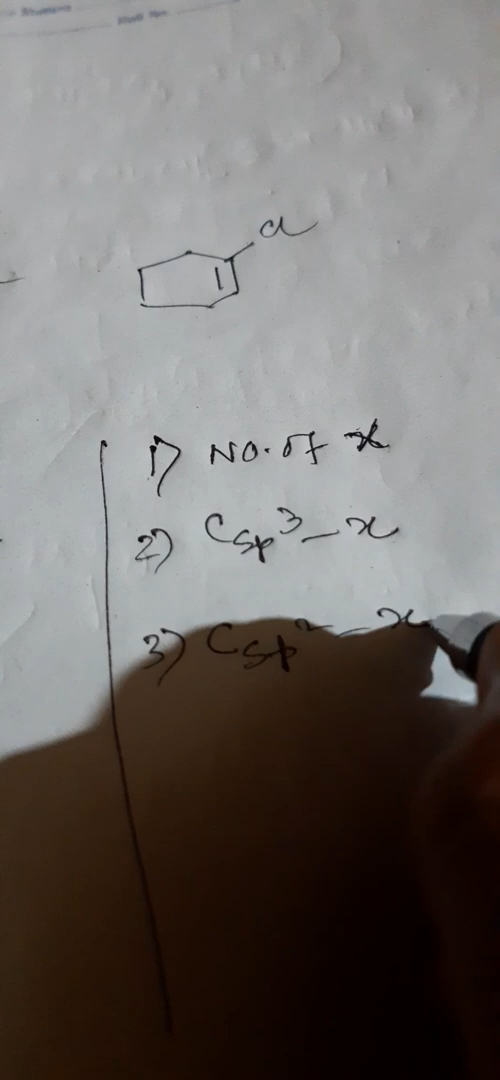 Cl
1) NO. of X
2) Csp³ - X
3) Csp² - X